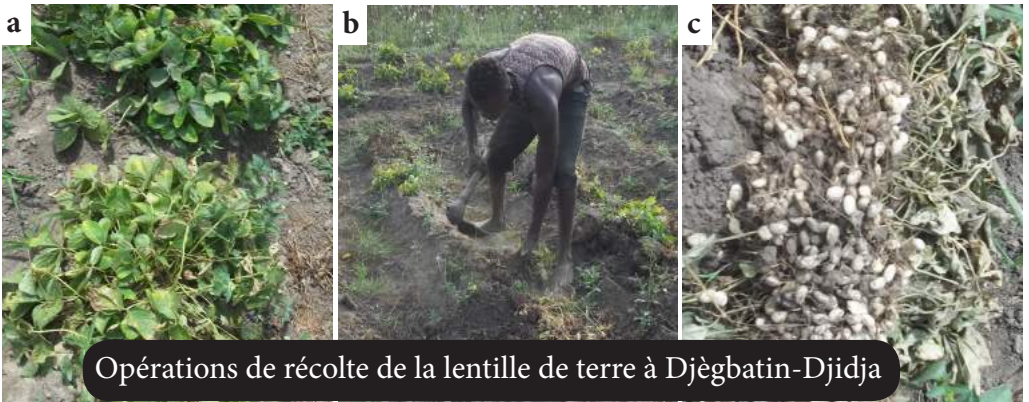 a b c
Opérations de récolte de la lentille de terre à Djègbatin-Djidja